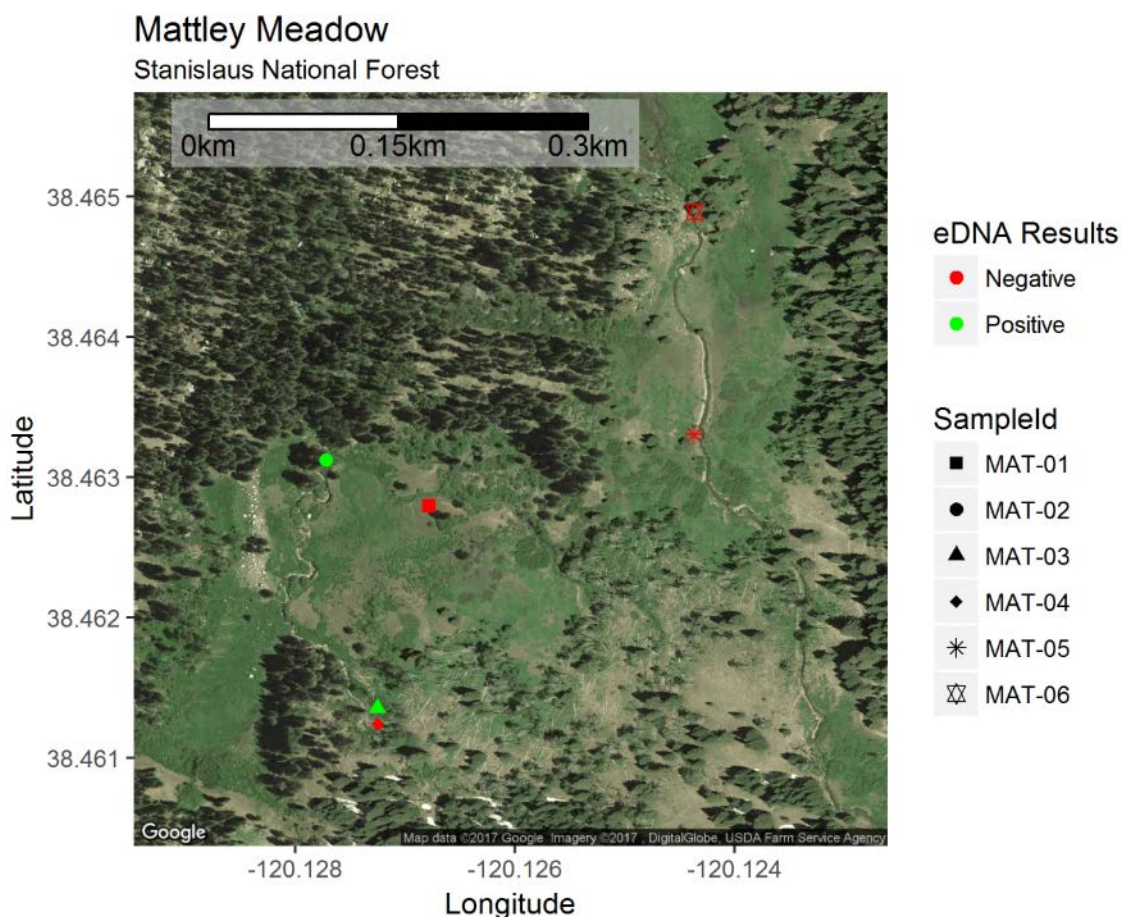 Mattley Meadow
Stanislaus National Forest
0km 0.15km 0.3km
38.465
38.464
38.463
38.462
38.461
Latitude
Google
Map data ©2017 Google Imagery ©2017 , DigitalGlobe, USDA Farm Service Agency
-120.128 -120.126 -120.124
Longitude
eDNA Results
Negative
Positive
SampleId
MAT-01
MAT-02
MAT-03
MAT-04
MAT-05
MAT-06